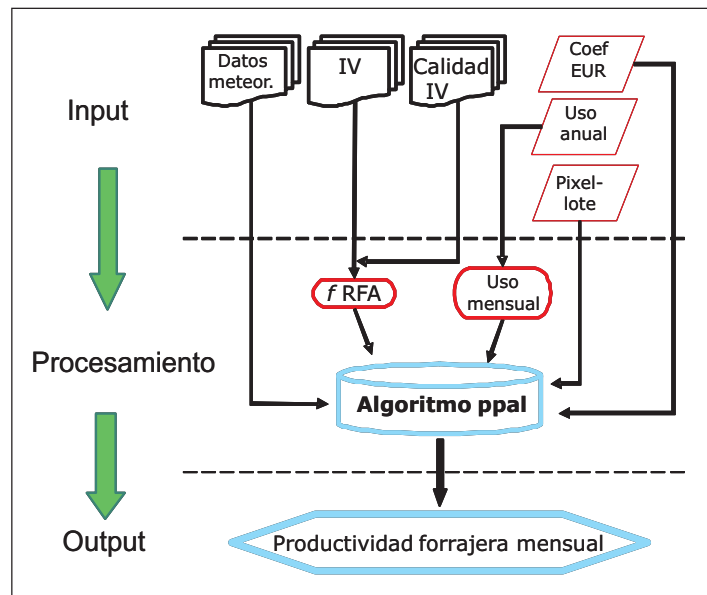 Datos
meteor.
IV
Calidad
IV
Coef
EUR
Input
Uso
anual
Pixel-
lote
f RFA
Uso
mensual
Procesamiento
Algoritmo ppal
Output
Productividad forrajera mensual